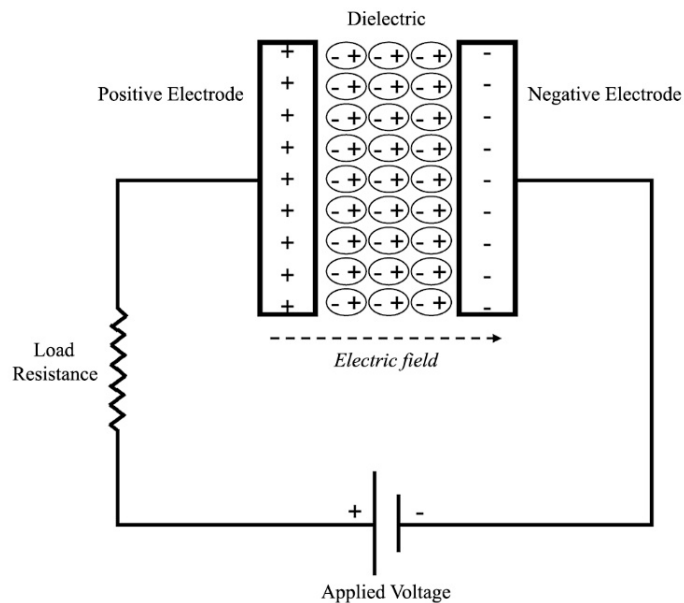 Dielectric
Positive Electrode
Negative Electrode
+ - + - + - + -
+ - + - + - + -
+ - + - + - + -
+ - + - + - + -
+ - + - + - + -
+ - + - + - + -
+ - + - + - + -
+ - + - + - + -
+ - + - + - + -
Electric field
Load
Resistance
+ -
Applied Voltage